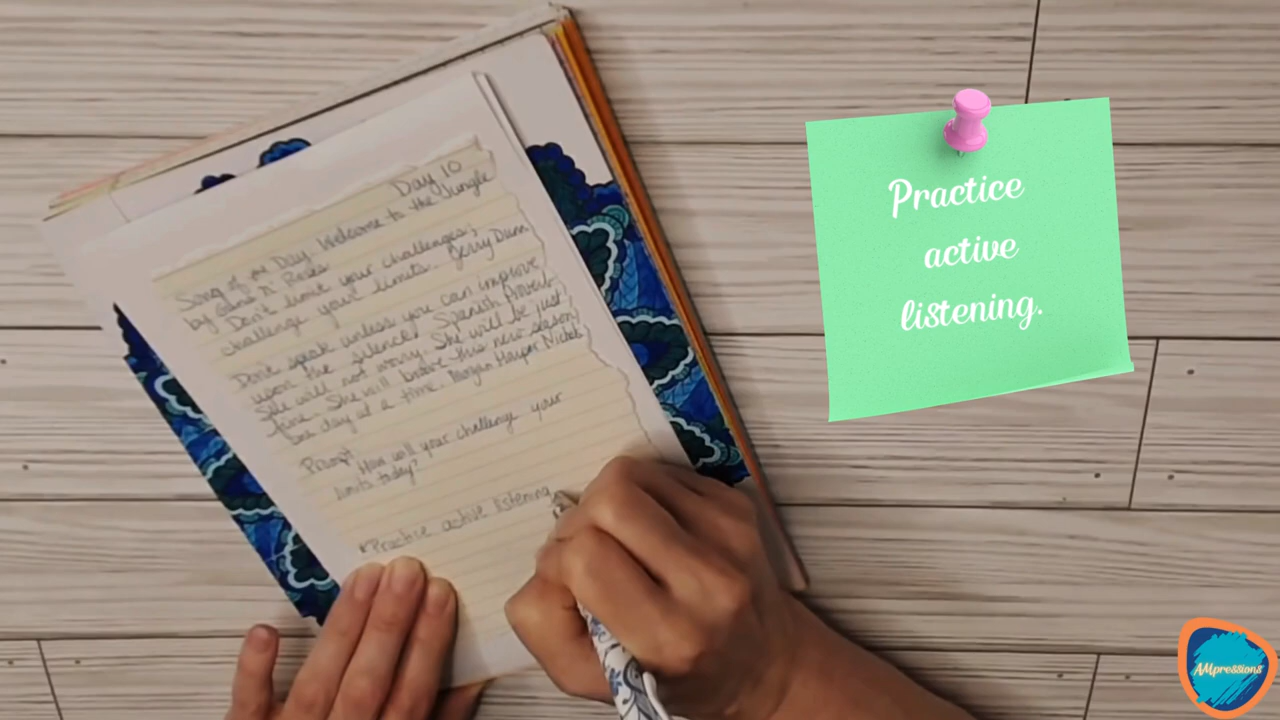 Day 10
Song of the Day. Welcome to the Jungle
by Guns n' Roses
Don't limit your challenges;
challenge your limits. Jerry Dunn
Don't speak unless you can improve
upon the silence. Spanish Proverb
She will not worry. She will be just
fine. She will brave this new season
one day at a time. Morgan Harper Nichols
Prompt
How will your challenge your
limits today?
*Practice active listening
Practice
active
listening.
AMpressions